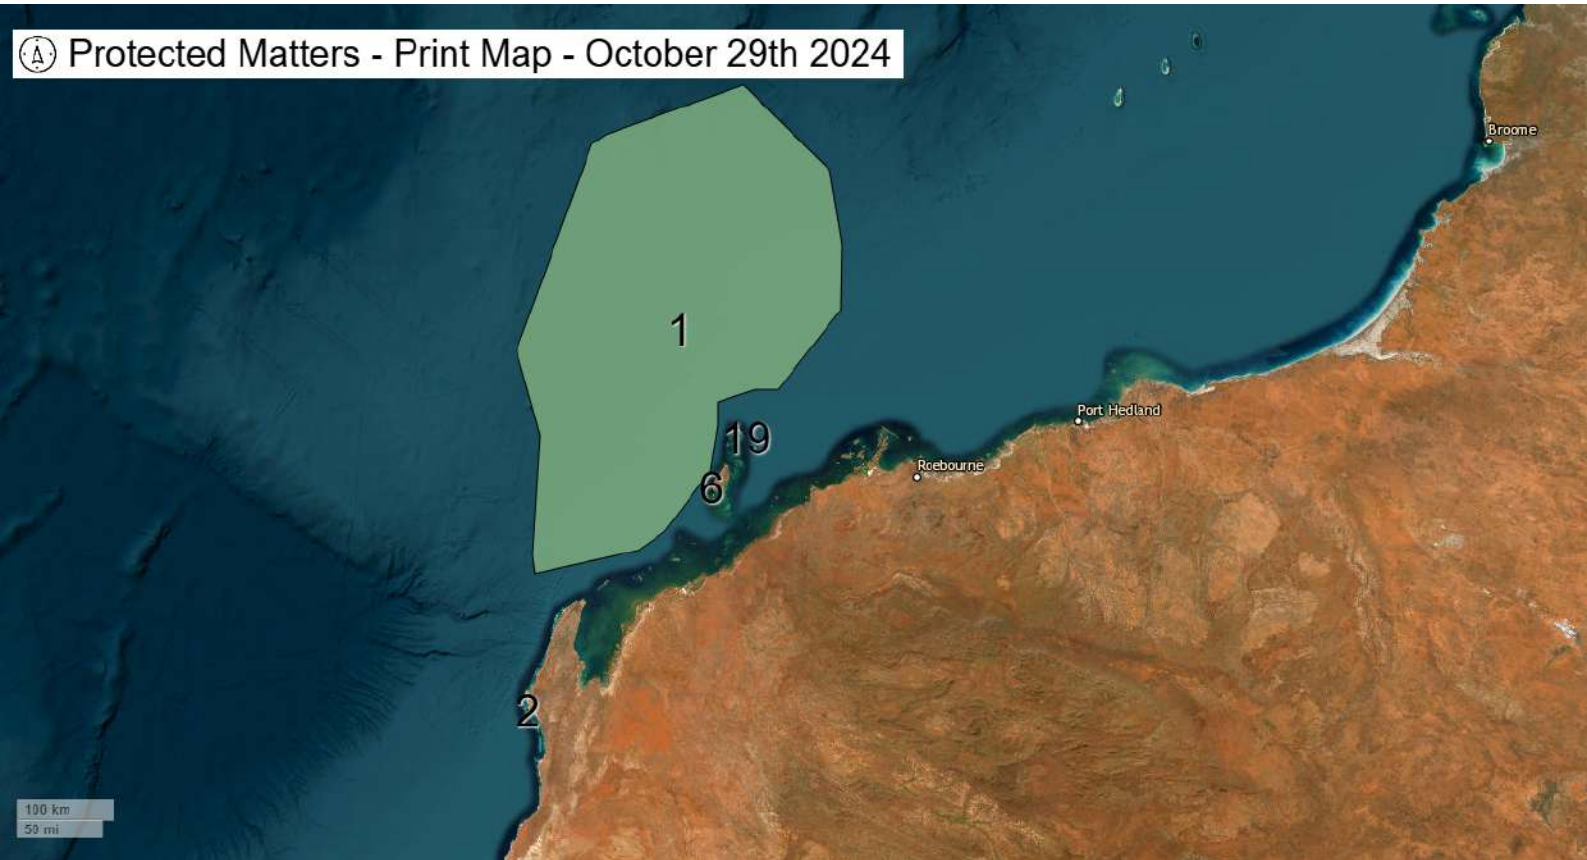 Protected Matters - Print Map - October 29th 2024
Broome
1
Port Hedland
19
Roebourne
6
2
100 km
50 mi